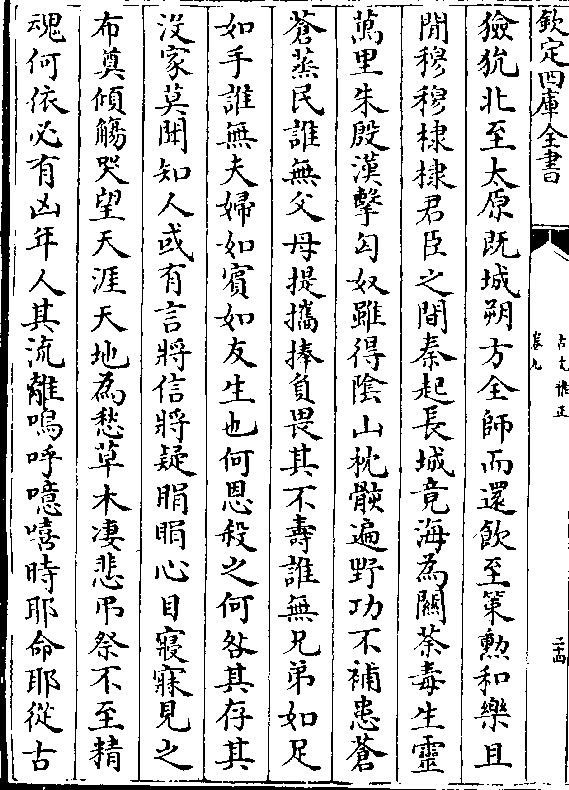 欽定四庫全書
古文雅正
卷九
二十四
獫狁北至太原既城朔方全師而還飲至策勲和樂且
閒穆穆棣棣君臣之間秦起長城竟海為闗荼毒生靈
萬里朱殷漢擊匈奴雖得隂山枕骸遍野功不補患蒼
蒼蒸民誰無父母提攜捧負畏其不壽誰無兄弟如足
如手誰無夫婦如賓如友生也何恩殺之何咎其存其
沒家莫聞知人或有言將信將疑悁悁心目寢寐見之
布奠傾觴哭望天涯天地為愁草木凄悲弔祭不至精
魂何依必有凶年人其流離嗚呼噫嘻時耶命耶從古